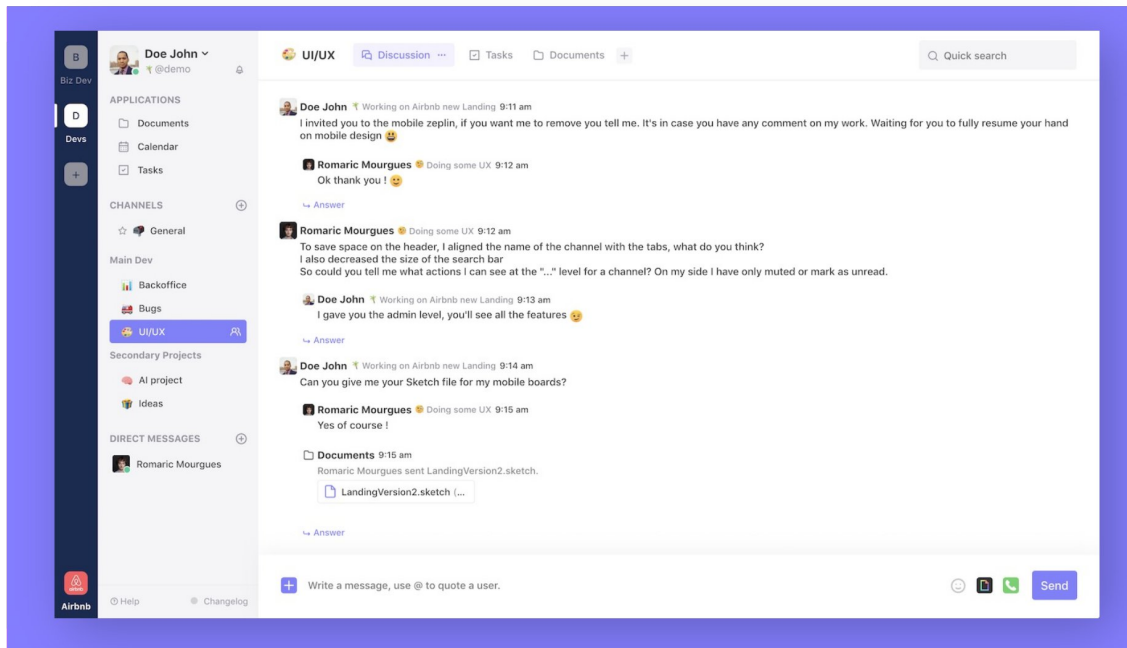 B
Biz Dev
D
Devs
+
airbnb
Airbnb
Doe John
@demo
APPLICATIONS
Documents
Calendar
Tasks
CHANNELS
General
Main Dev
Backoffice
Bugs
UI/UX
Secondary Projects
AI project
Ideas
DIRECT MESSAGES
Romaric Mourgues
Help
Changelog
UI/UX
Discussion ...
Tasks
Documents
+
Quick search
Doe John Working on Airbnb new Landing 9:11 am
I invited you to the mobile zeplin, if you want me to remove you tell me. It's in case you have any comment on my work. Waiting for you to fully resume your hand
on mobile design
Romaric Mourgues Doing some UX 9:12 am
Ok thank you !
Answer
Romaric Mourgues Doing some UX 9:12 am
To save space on the header, I aligned the name of the channel with the tabs, what do you think?
I also decreased the size of the search bar
So could you tell me what actions I can see at the "..." level for a channel? On my side I have only muted or mark as unread.
Doe John Working on Airbnb new Landing 9:13 am
I gave you the admin level, you'll see all the features
Answer
Doe John Working on Airbnb new Landing 9:14 am
Can you give me your Sketch file for my mobile boards?
Romaric Mourgues Doing some UX 9:15 am
Yes of course !
Documents 9:15 am
Romaric Mourgues sent LandingVersion2.sketch.
LandingVersion2.sketch (...
Answer
+
Write a message, use @ to quote a user.
Send